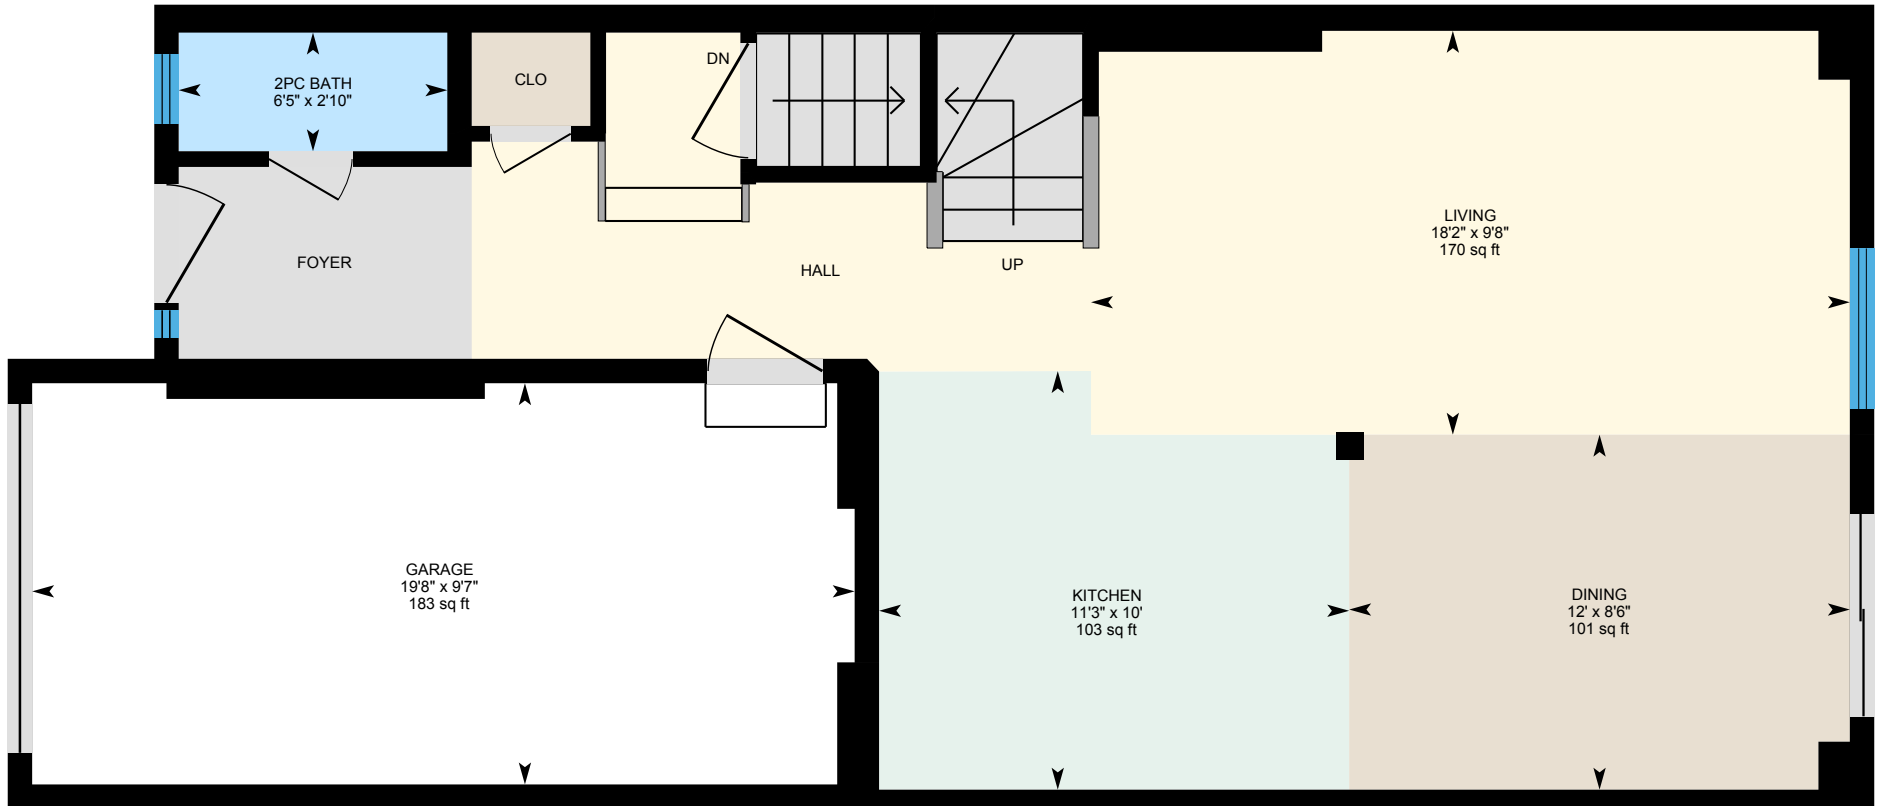 2PC BATH
6'5" x 2'10"
CLO
DN
FOYER
HALL
UP
LIVING
18'2" x 9'8"
170 sq ft
GARAGE
19'8" x 9'7"
183 sq ft
KITCHEN
11'3" x 10'
103 sq ft
DINING
12' x 8'6"
101 sq ft